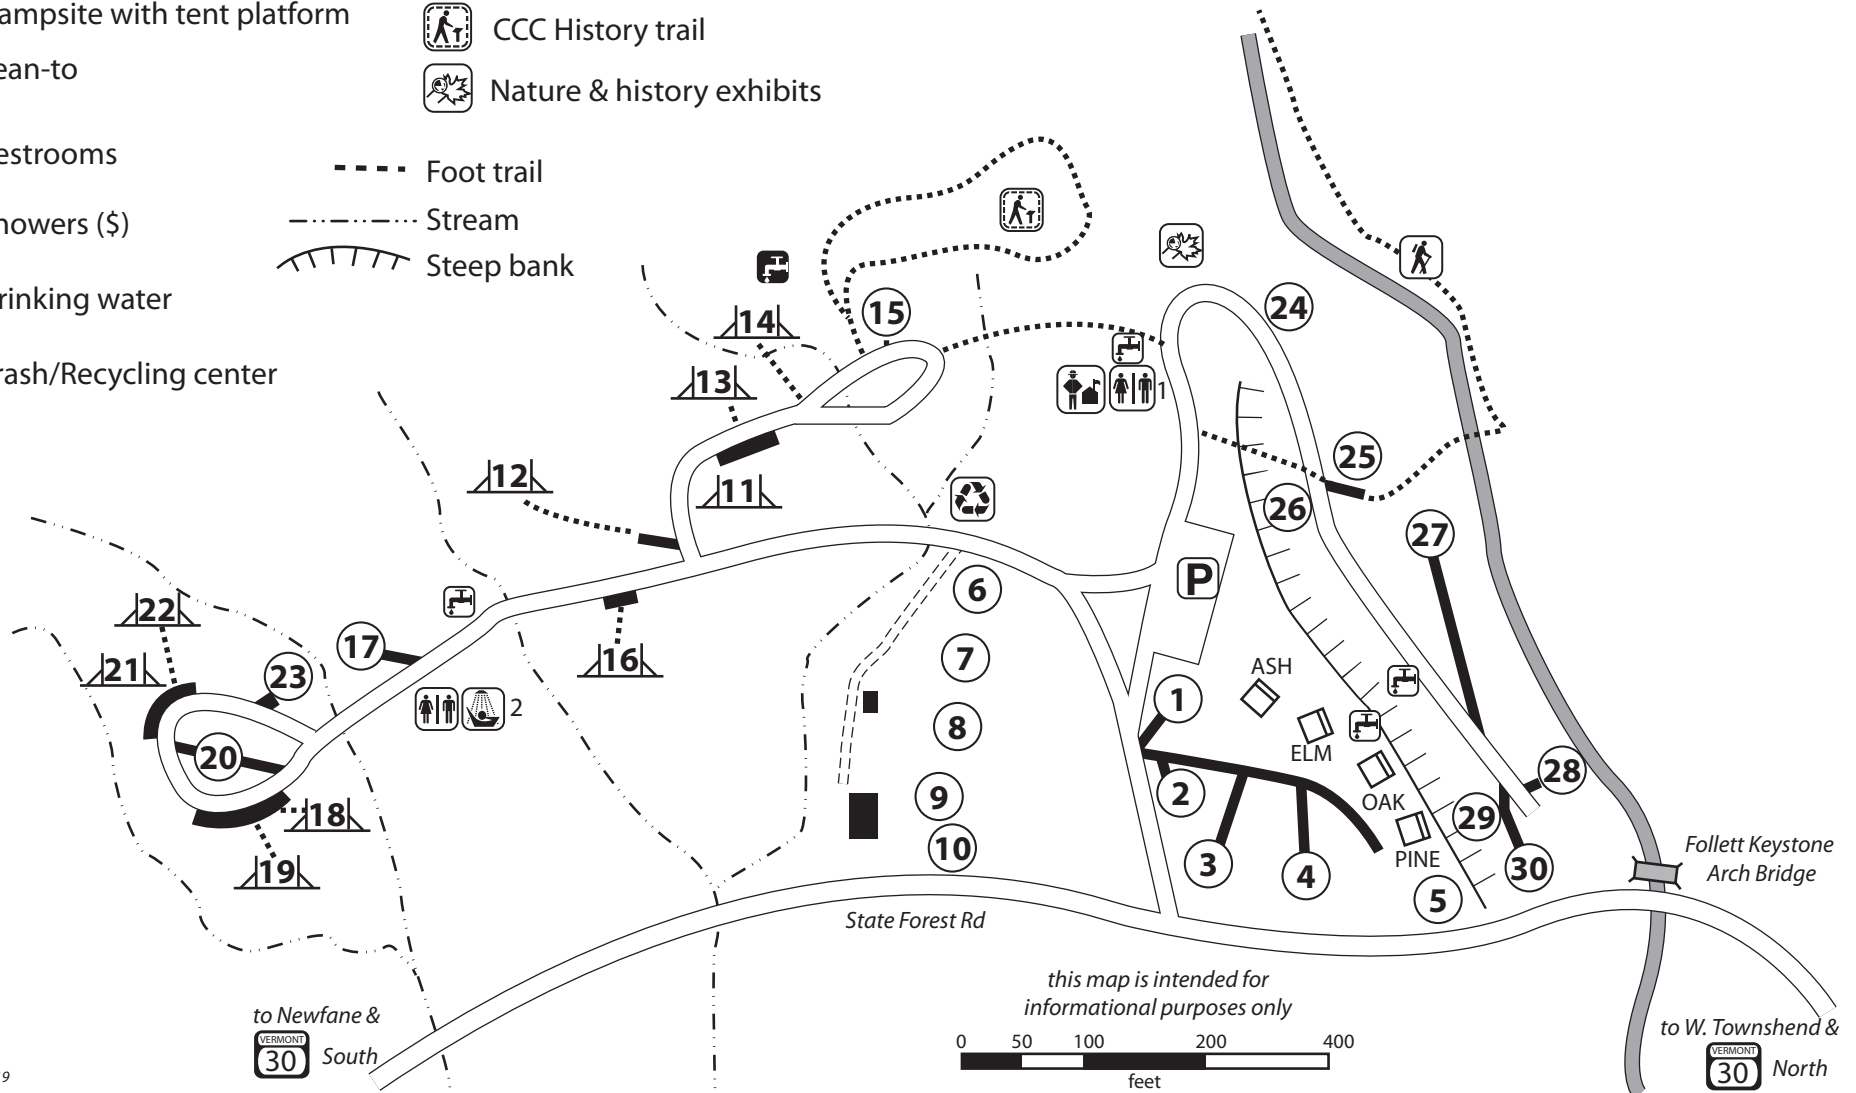 ampsite with tent platform
ean-to
estrooms
howers ($)
rinking water
rash/Recycling center
CCC History trail
Nature & history exhibits
Foot trail
Stream
Steep bank
14
15
13
12
11
24
1
25
26
27
P
6
22
21
23
17
16
2
7
ASH
1
ELM
8
20
2
OAK
28
18
19
9
10
3
4
PINE
29
30
5
State Forest Rd
Follett Keystone
Arch Bridge
this map is intended for
informational purposes only
0 50 100 200 400
feet
to Newfane &
VERMONT
30 South
to W. Townshend &
VERMONT
30 North
9